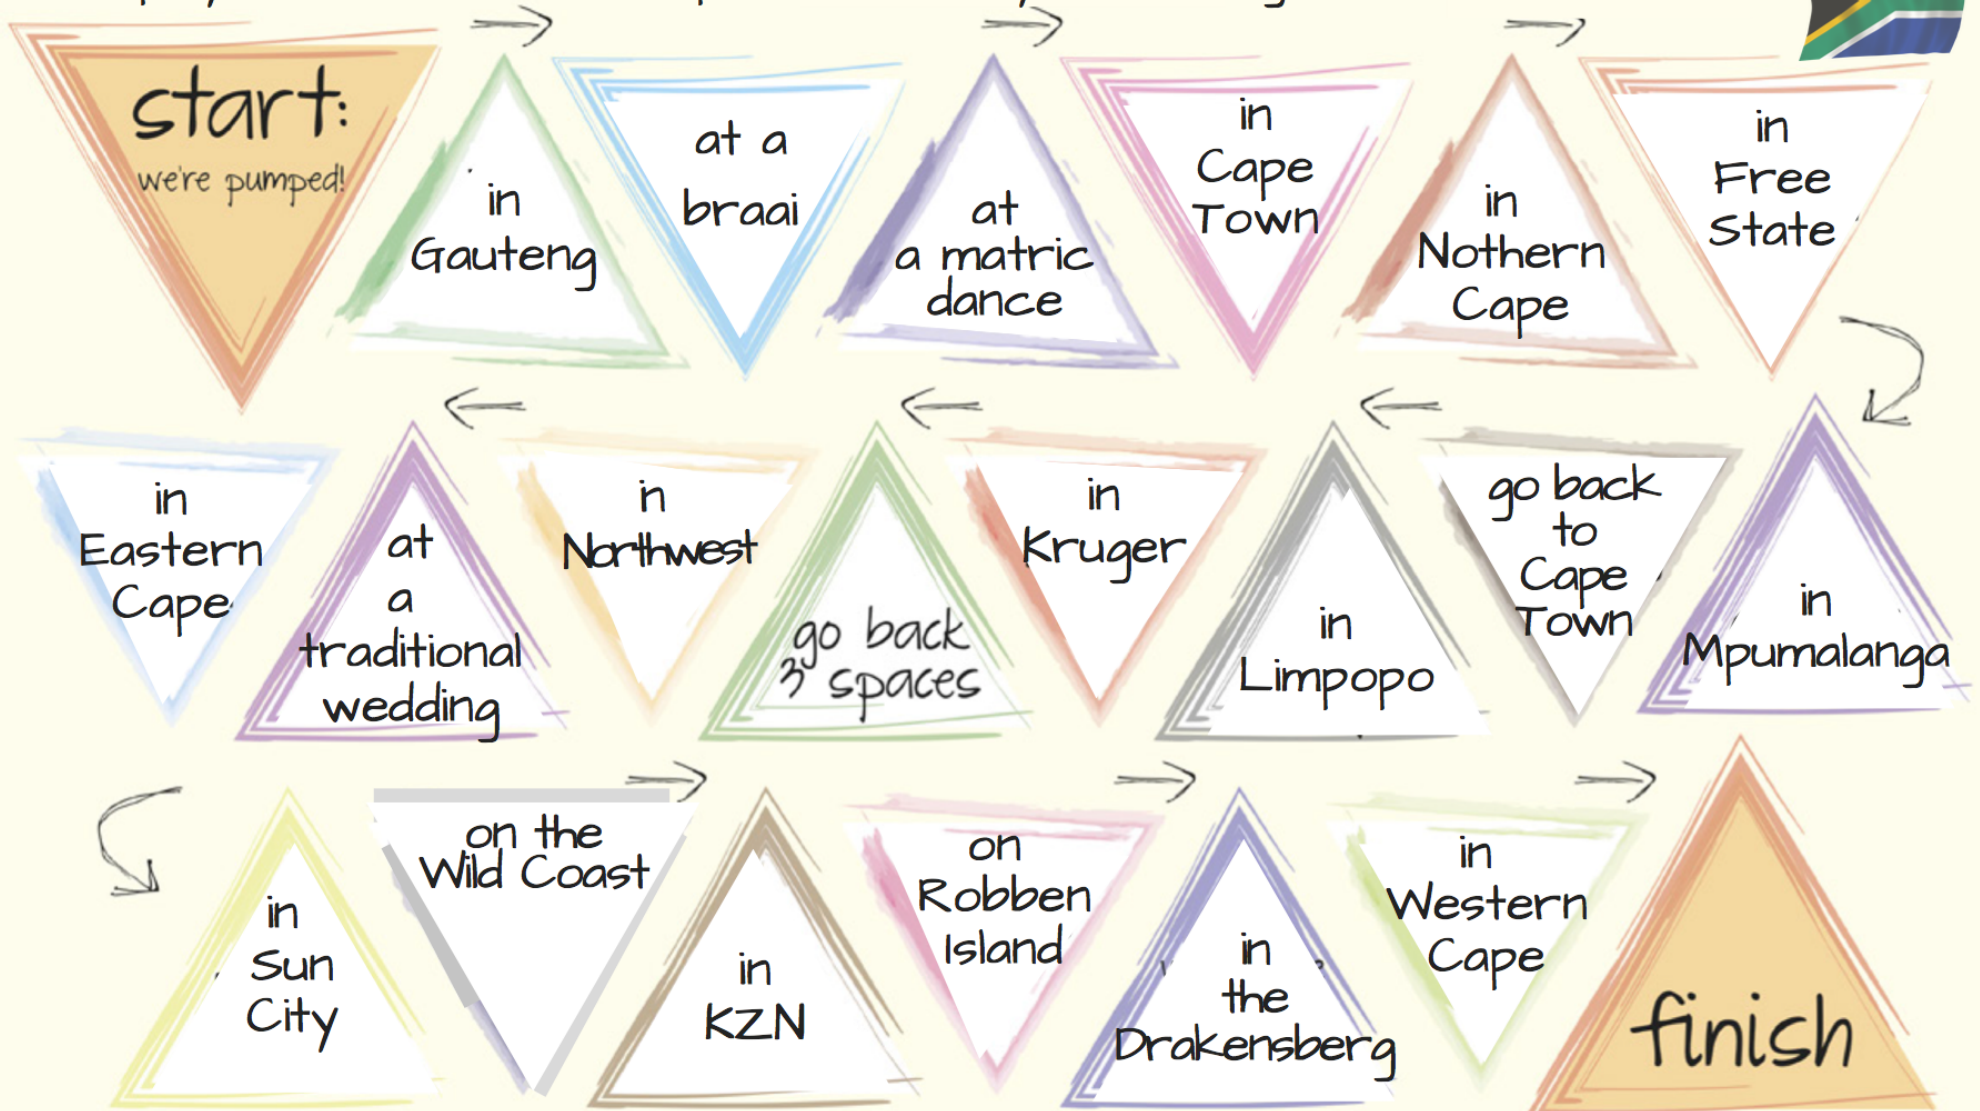 start:
we're pumped!
in
Gauteng
at a
braai
at
a matric
dance
in
Cape
Town
in
Nothern
Cape
in
Free
State
in
Eastern
Cape
at
a
traditional
wedding
in
Northwest
go back
3 spaces
in
Kruger
in
Limpopo
go back
to
Cape
Town
in
Mpumalanga
in
Sun
City
on the
Wild Coast
in
KZN
on
Robben
Island
in
the
Drakensberg
in
Western
Cape
finish